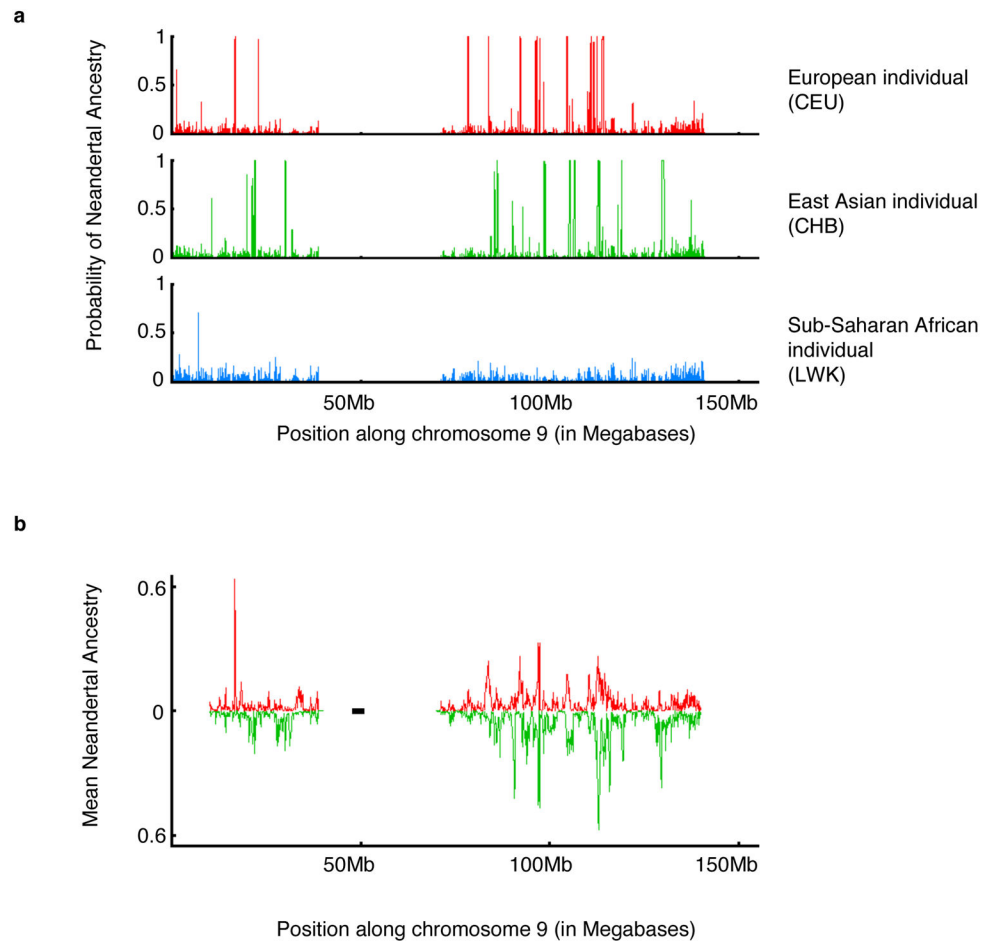 a
Probability of Neandertal Ancestry
1
0.5
0
European individual
(CEU)
1
0.5
0
East Asian individual
(CHB)
1
0.5
0
Sub-Saharan African
individual
(LWK)
50Mb 100Mb 150Mb
Position along chromosome 9 (in Megabases)
b
Mean Neandertal Ancestry
0.6
0
0.6
50Mb 100Mb 150Mb
Position along chromosome 9 (in Megabases)